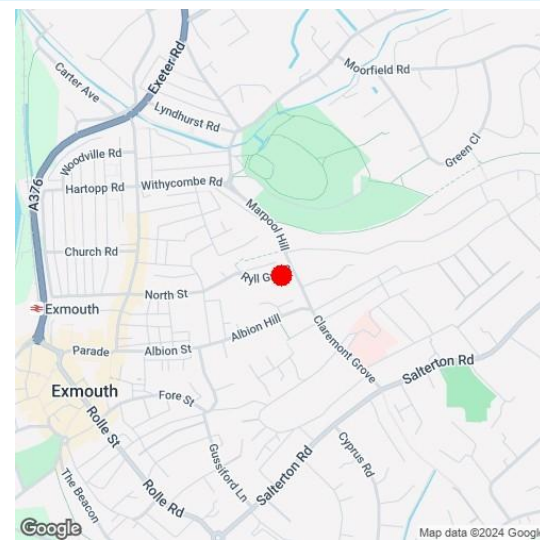 Moorfield Rd
Carter Ave
Exeter Rd
Lyndhurst Rd
Green Cl
Woodville Rd
A376
Hartopp Rd
Withycombe Rd
Marpool Hill
Church Rd
Ryll G
North St
Exmouth
Albion Hill
Claremont Grove
Parade
Albion St
Salterton Rd
Exmouth
Fore St
Rolle St
Gussiford Ln
Cyprus Rd
Salterton Rd
The Beacon
Rolle Rd
Google
Map data ©2024 Google